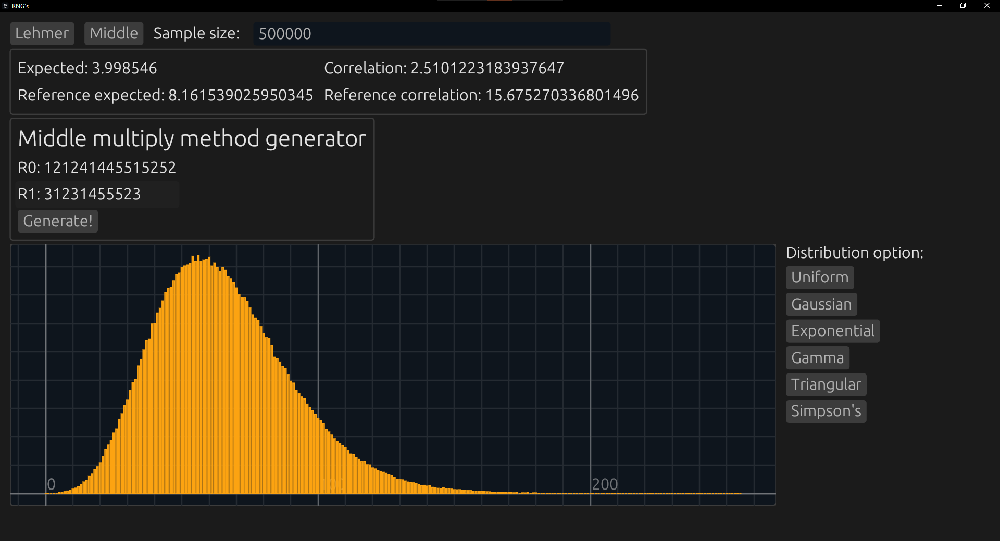 e RNG's
Lehmer Middle Sample size: 500000
Expected: 3.998546 Correlation: 2.5101223183937647
Reference expected: 8.161539025950345 Reference correlation: 15.675270336801496
Middle multiply method generator
R0: 121241445515252
R1: 31231455523
Generate!
Distribution option:
Uniform
Gaussian
Exponential
Gamma
Triangular
Simpson's
0 100 200